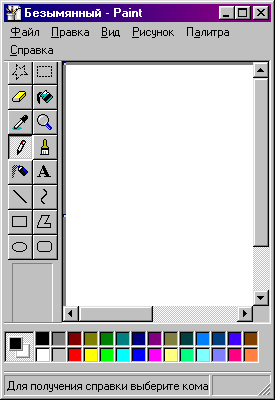 Безымянный - Paint
Файл Правка Вид Рисунок Палитра
Справка
A
Для получения справки выберите кома